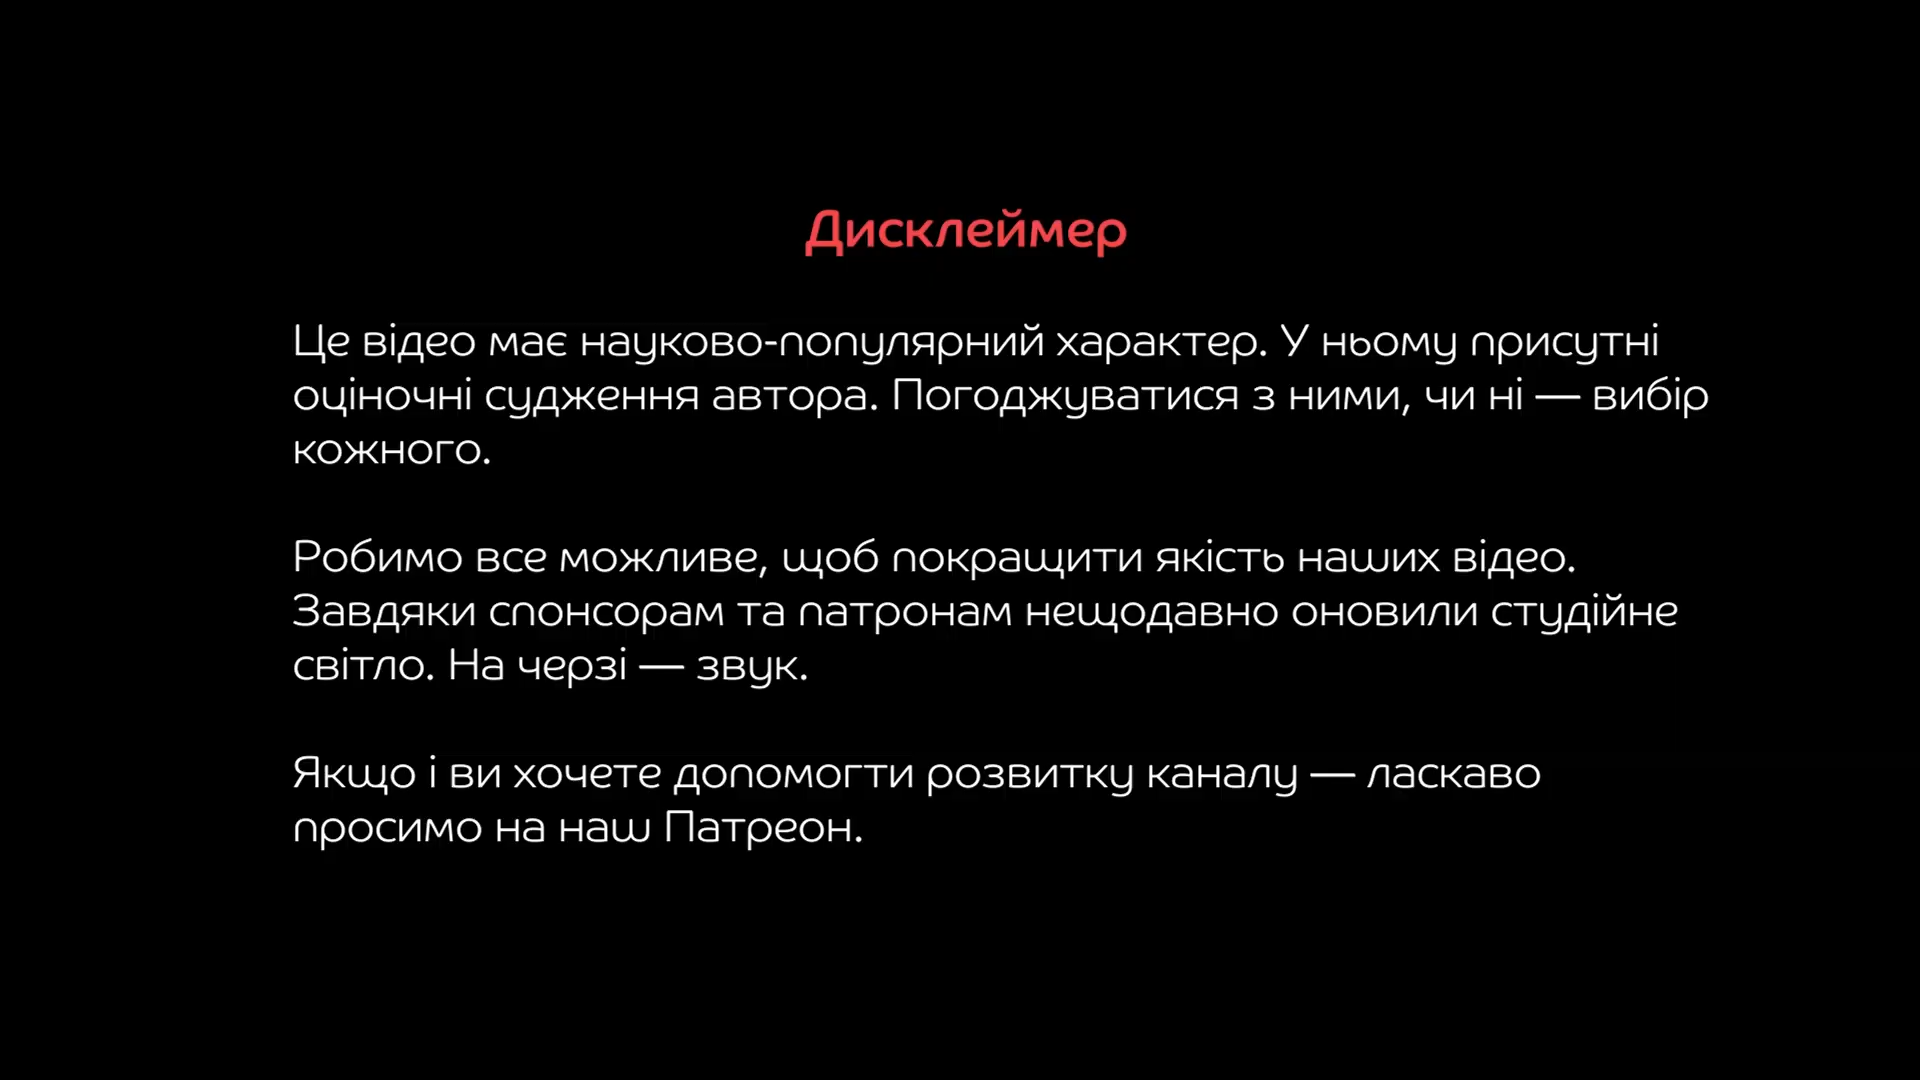 Дисклеймер
Це відео має науково-популярний характер. У ньому присутні
оціночні судження автора. Погоджуватися з ними, чи ні — вибір
кожного.
Робимо все можливе, щоб покращити якість наших відео.
Завдяки спонсорам та патронам нещодавно оновили студійне
світло. На черзі — звук.
Якщо і ви хочете допомогти розвитку каналу — ласкаво
просимо на наш Патреон.